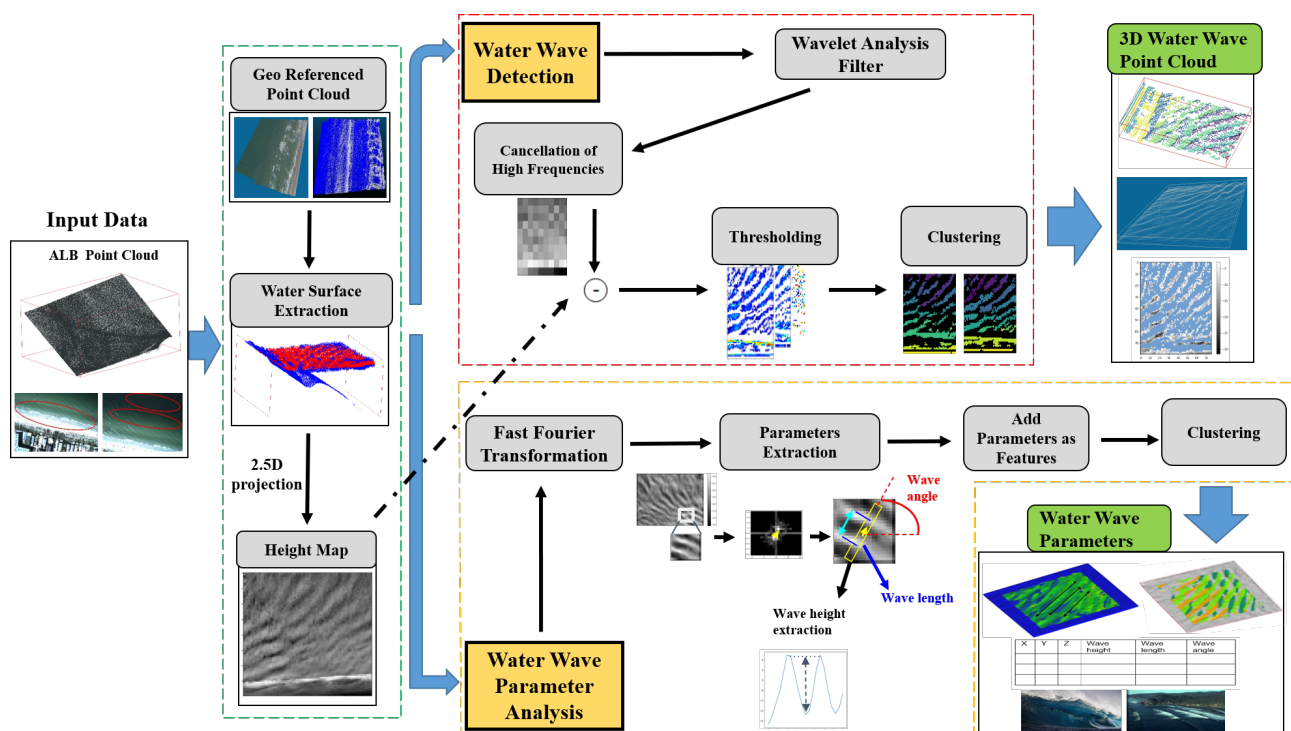 Input Data
ALB Point Cloud
Geo Referenced
Point Cloud
Water Surface
Extraction
2.5D
projection
Height Map
Water Wave
Detection
Wavelet Analysis
Filter
Cancellation of
High Frequencies
-
Thresholding
Clustering
3D Water Wave
Point Cloud
Water Wave
Parameter
Analysis
Fast Fourier
Transformation
Parameters
Extraction
Wave
angle
Wave length
Wave height
extraction
Add
Parameters as
Features
Clustering
Water Wave
Parameters
X Y Z Wave height Wave length Wave angle